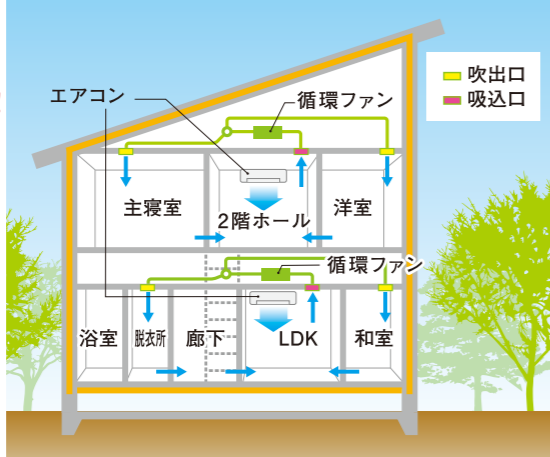 吹出口
吸込口
エアコン
循環ファン
主寝室
2階ホール
洋室
循環ファン
浴室
脱衣所
廊下
LDK
和室